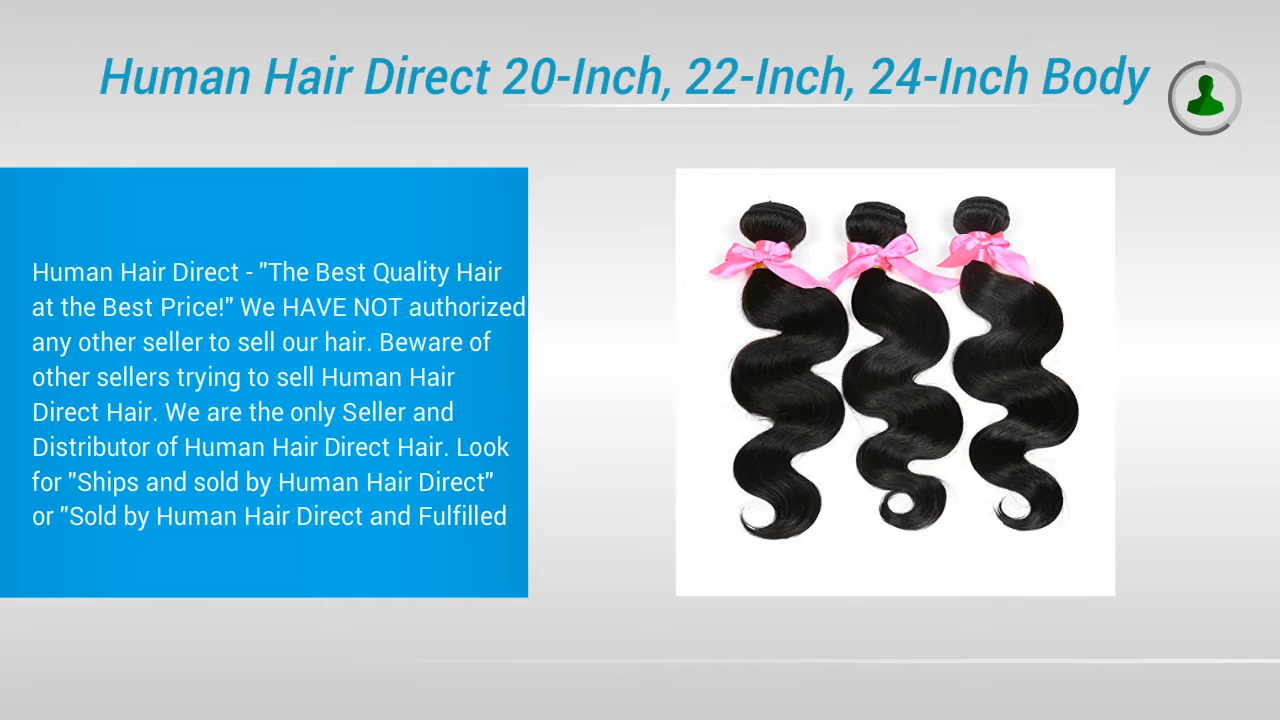 Human Hair Direct 20-Inch, 22-Inch, 24-Inch Body
Human Hair Direct - "The Best Quality Hair
at the Best Price!" We HAVE NOT authorized
any other seller to sell our hair. Beware of
other sellers trying to sell Human Hair
Direct Hair. We are the only Seller and
Distributor of Human Hair Direct Hair. Look
for "Ships and sold by Human Hair Direct"
or "Sold by Human Hair Direct and Fulfilled